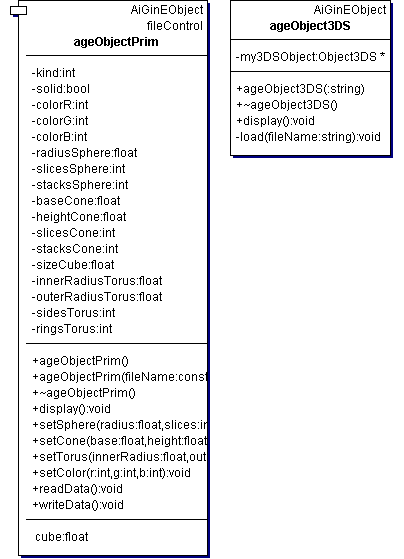 AiGinEObject
fileControl
ageObjectPrim
-kind:int
-solid:bool
-colorR:int
-colorG:int
-colorB:int
-radiusSphere:float
-slicesSphere:int
-stacksSphere:int
-baseCone:float
-heightCone:float
-slicesCone:int
-stacksCone:int
-sizeCube:float
-innerRadiusTorus:float
-outerRadiusTorus:float
-sidesTorus:int
-ringsTorus:int
+ageObjectPrim()
+ageObjectPrim(fileName:const
+~ageObjectPrim()
+display():void
+setSphere(radius:float,slices:in
+setCone(base:float,height:float
+setTorus(innerRadius:float,out
+setColor(r:int,g:int,b:int):void
+readData():void
+writeData():void
cube:float
AiGinEObject
ageObject3DS
-my3DSObject:Object3DS *
+ageObject3DS(:string)
+~ageObject3DS()
+display():void
-load(fileName:string):void